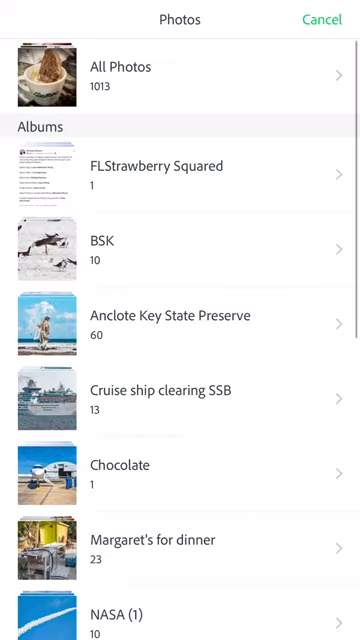 Photos
Cancel
All Photos
1013
Albums
FLStrawberry Squared
1
BSK
10
Anclote Key State Preserve
60
Cruise ship clearing SSB
13
Chocolate
1
Margaret's for dinner
23
NASA (1)
10